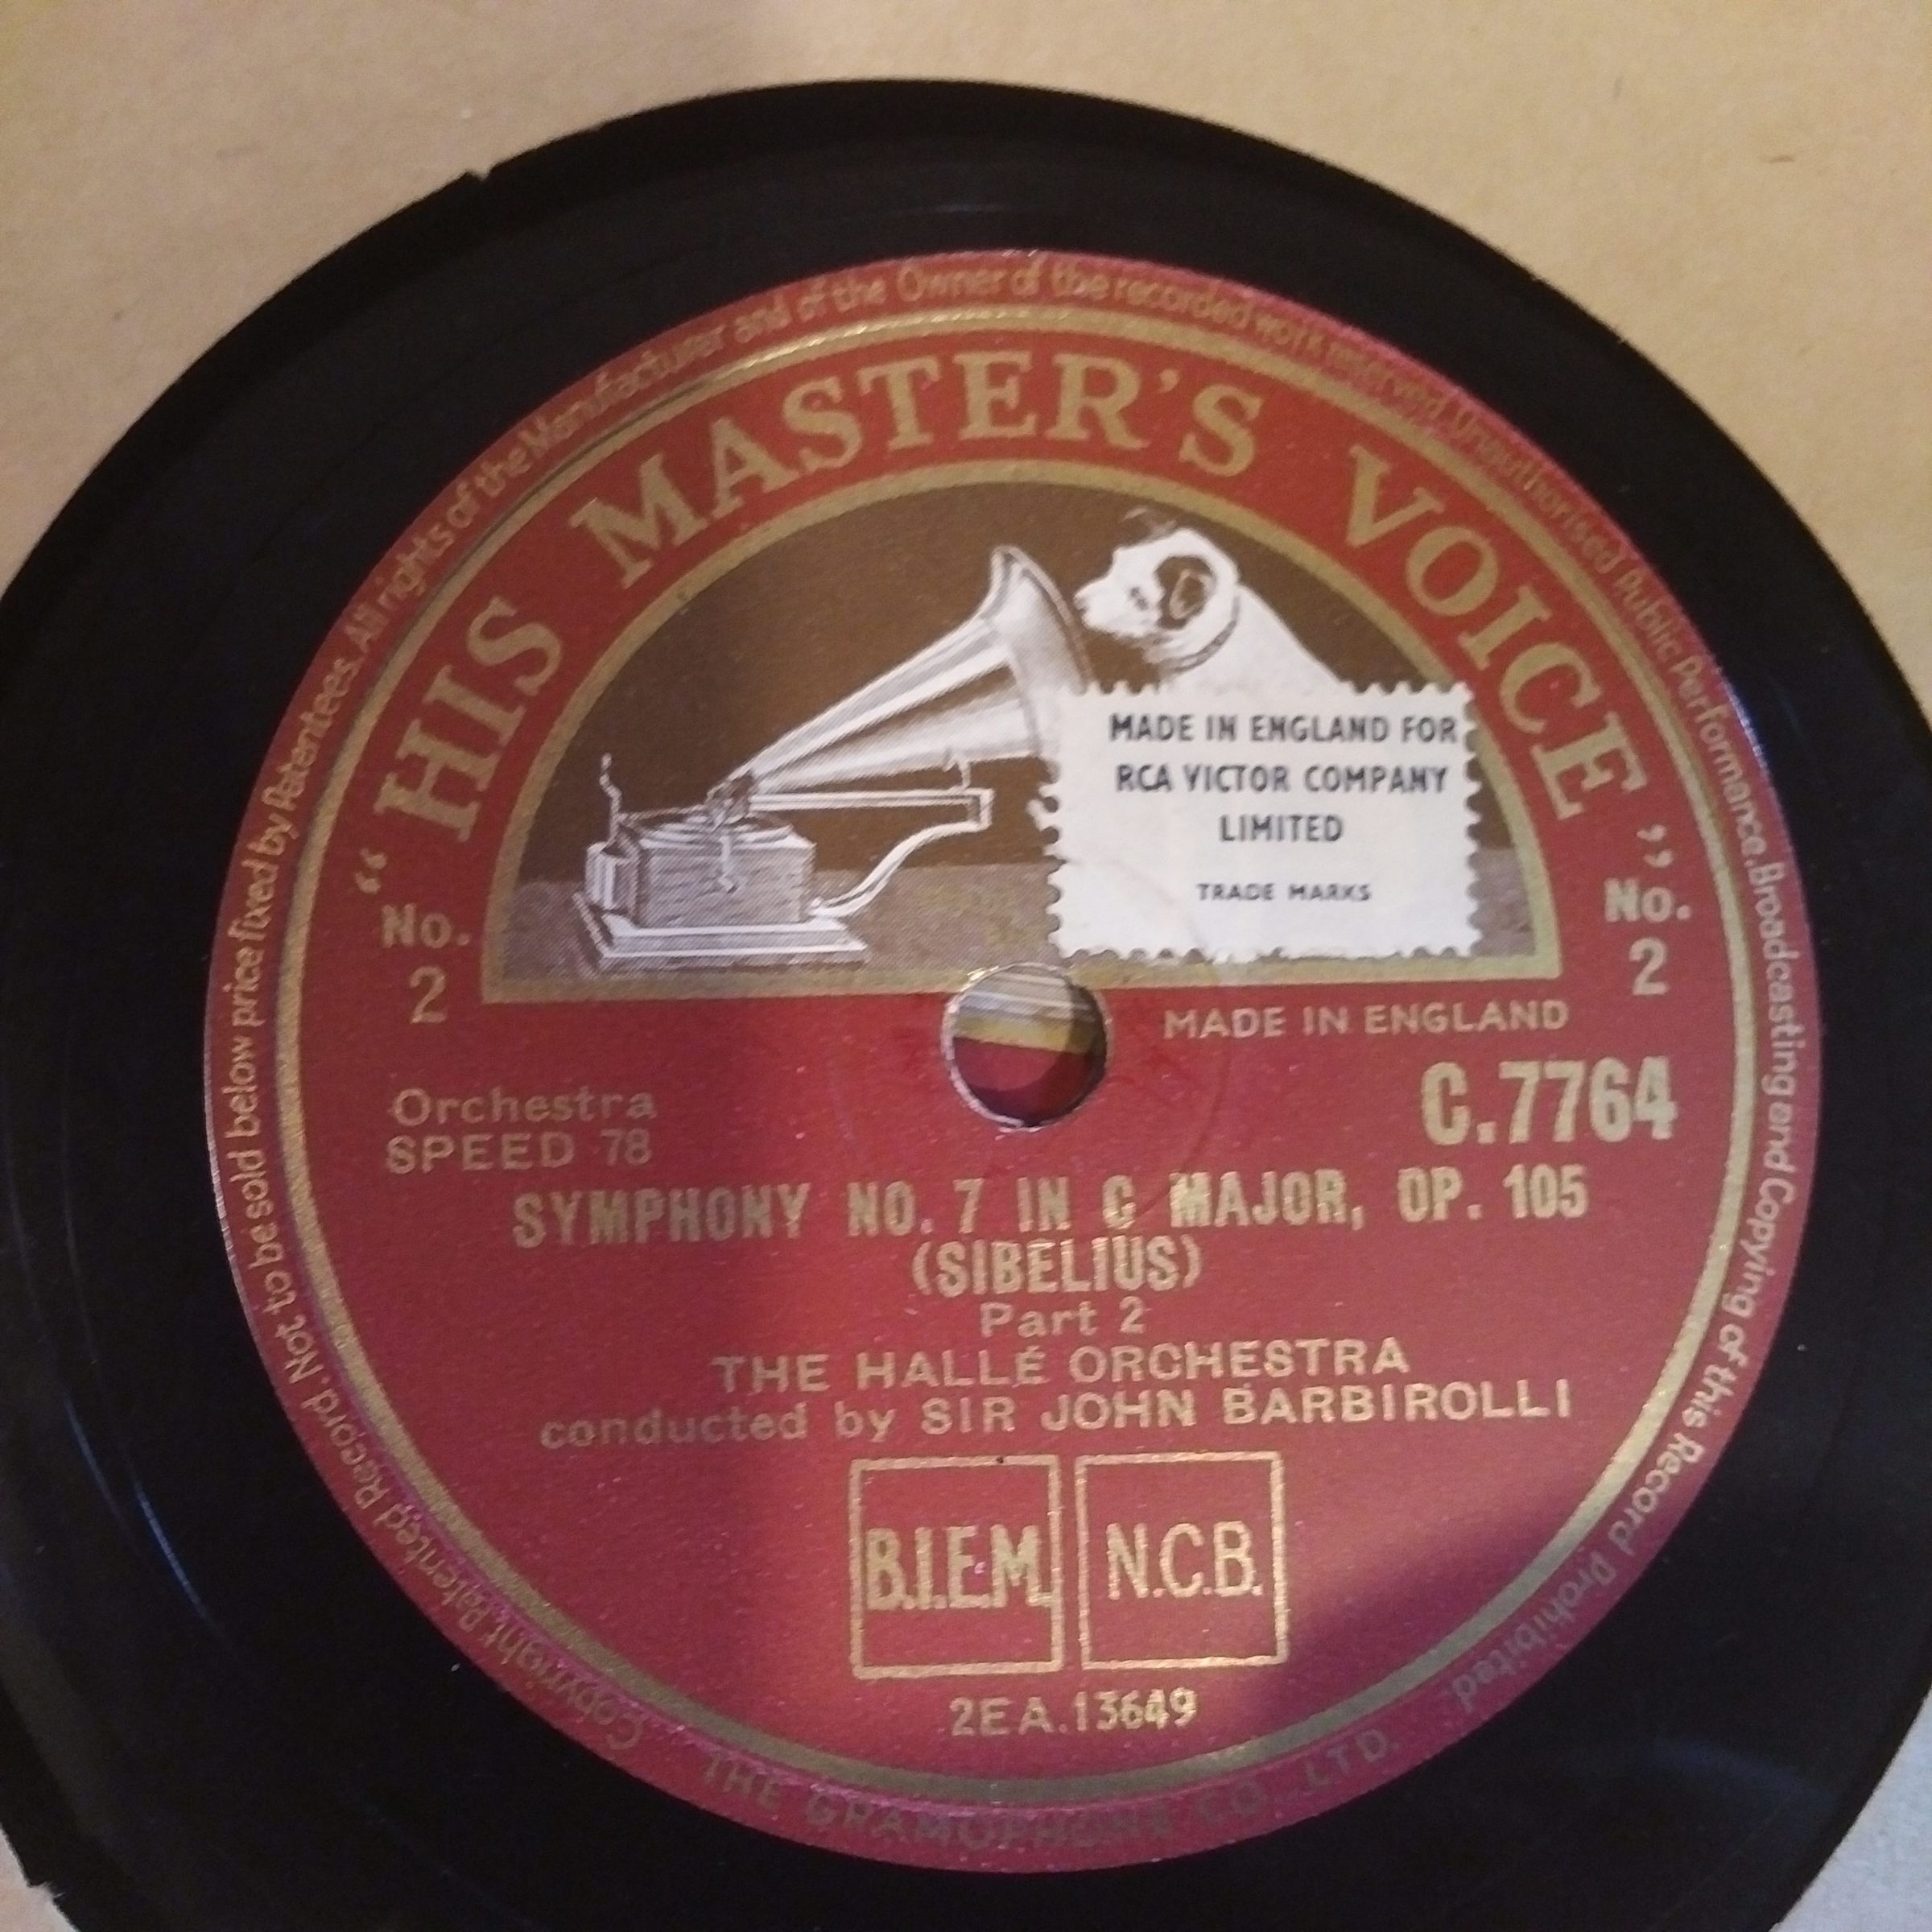 Copyright Patented Record. Not to be sold below price fixed by Patentees. All rights of the Manufacturer and of the Owner of the recorded work reserved. Unauthorised Public Performance, Broadcasting and Copying of this Record Prohibited.
“HIS MASTER'S VOICE”
MADE IN ENGLAND FOR
RCA VICTOR COMPANY
LIMITED
TRADE MARKS
No.
2
No.
2
MADE IN ENGLAND
C.7764
Orchestra
SPEED 78
SYMPHONY NO. 7 IN C MAJOR, OP. 105
(SIBELIUS)
Part 2
THE HALLÉ ORCHESTRA
conducted by SIR JOHN BARBIROLLI
B.I.E.M.
N.C.B.
2EA.13649
THE GRAMOPHONE CO., LTD.